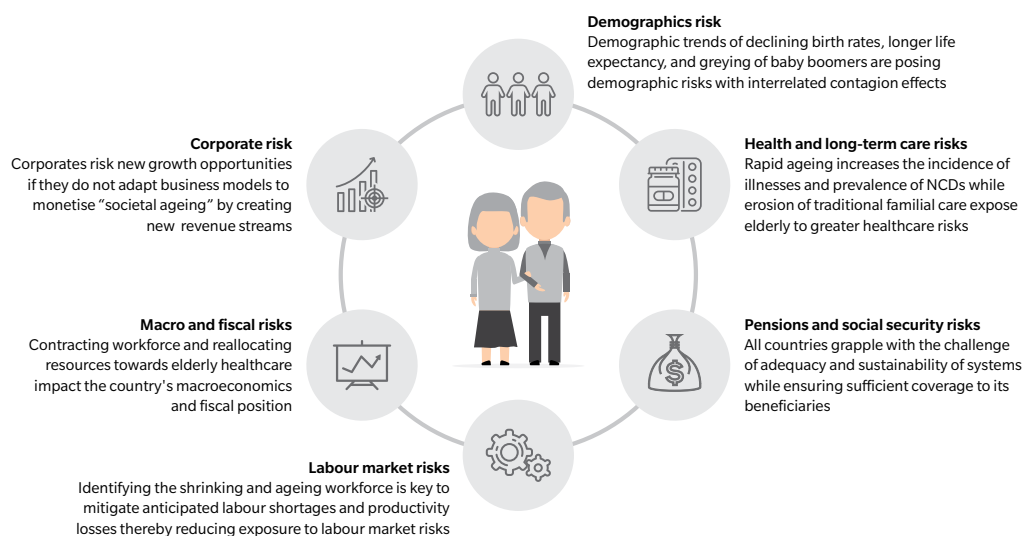 Demographics risk
Demographic trends of declining birth rates, longer life
expectancy, and greying of baby boomers are posing
demographic risks with interrelated contagion effects
Health and long-term care risks
Rapid ageing increases the incidence of
illnesses and prevalence of NCDs while
erosion of traditional familial care expose
elderly to greater healthcare risks
Pensions and social security risks
All countries grapple with the challenge
of adequacy and sustainability of systems
while ensuring sufficient coverage to its
beneficiaries
$
Labour market risks
Identifying the shrinking and ageing workforce is key to
mitigate anticipated labour shortages and productivity
losses thereby reducing exposure to labour market risks
Macro and fiscal risks
Contracting workforce and reallocating
resources towards elderly healthcare
impact the country's macroeconomics
and fiscal position
Corporate risk
Corporates risk new growth opportunities
if they do not adapt business models to
monetise “societal ageing” by creating
new revenue streams